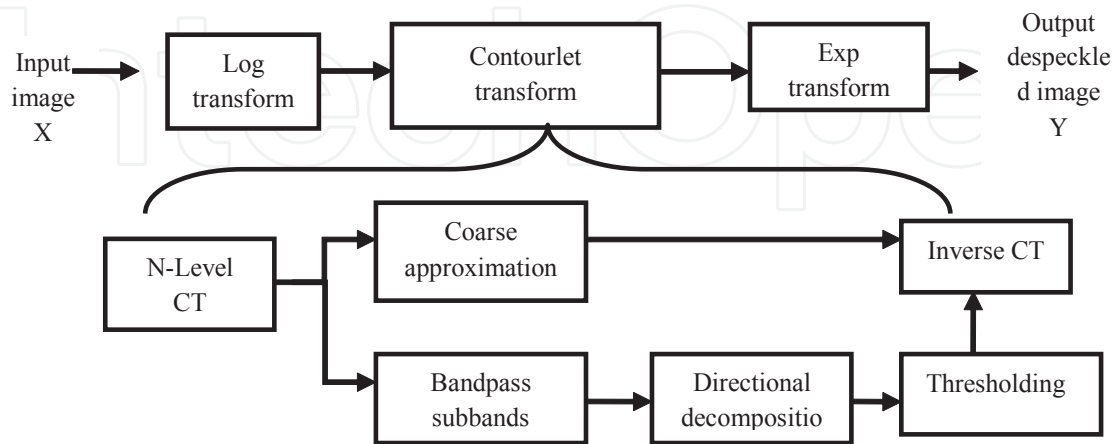 Input
image
X
Log
transform
Contourlet
transform
Exp
transform
Output
despeckle
d image
Y
N-Level
CT
Coarse
approximation
Inverse CT
Bandpass
subbands
Directional
decompositio
Thresholding